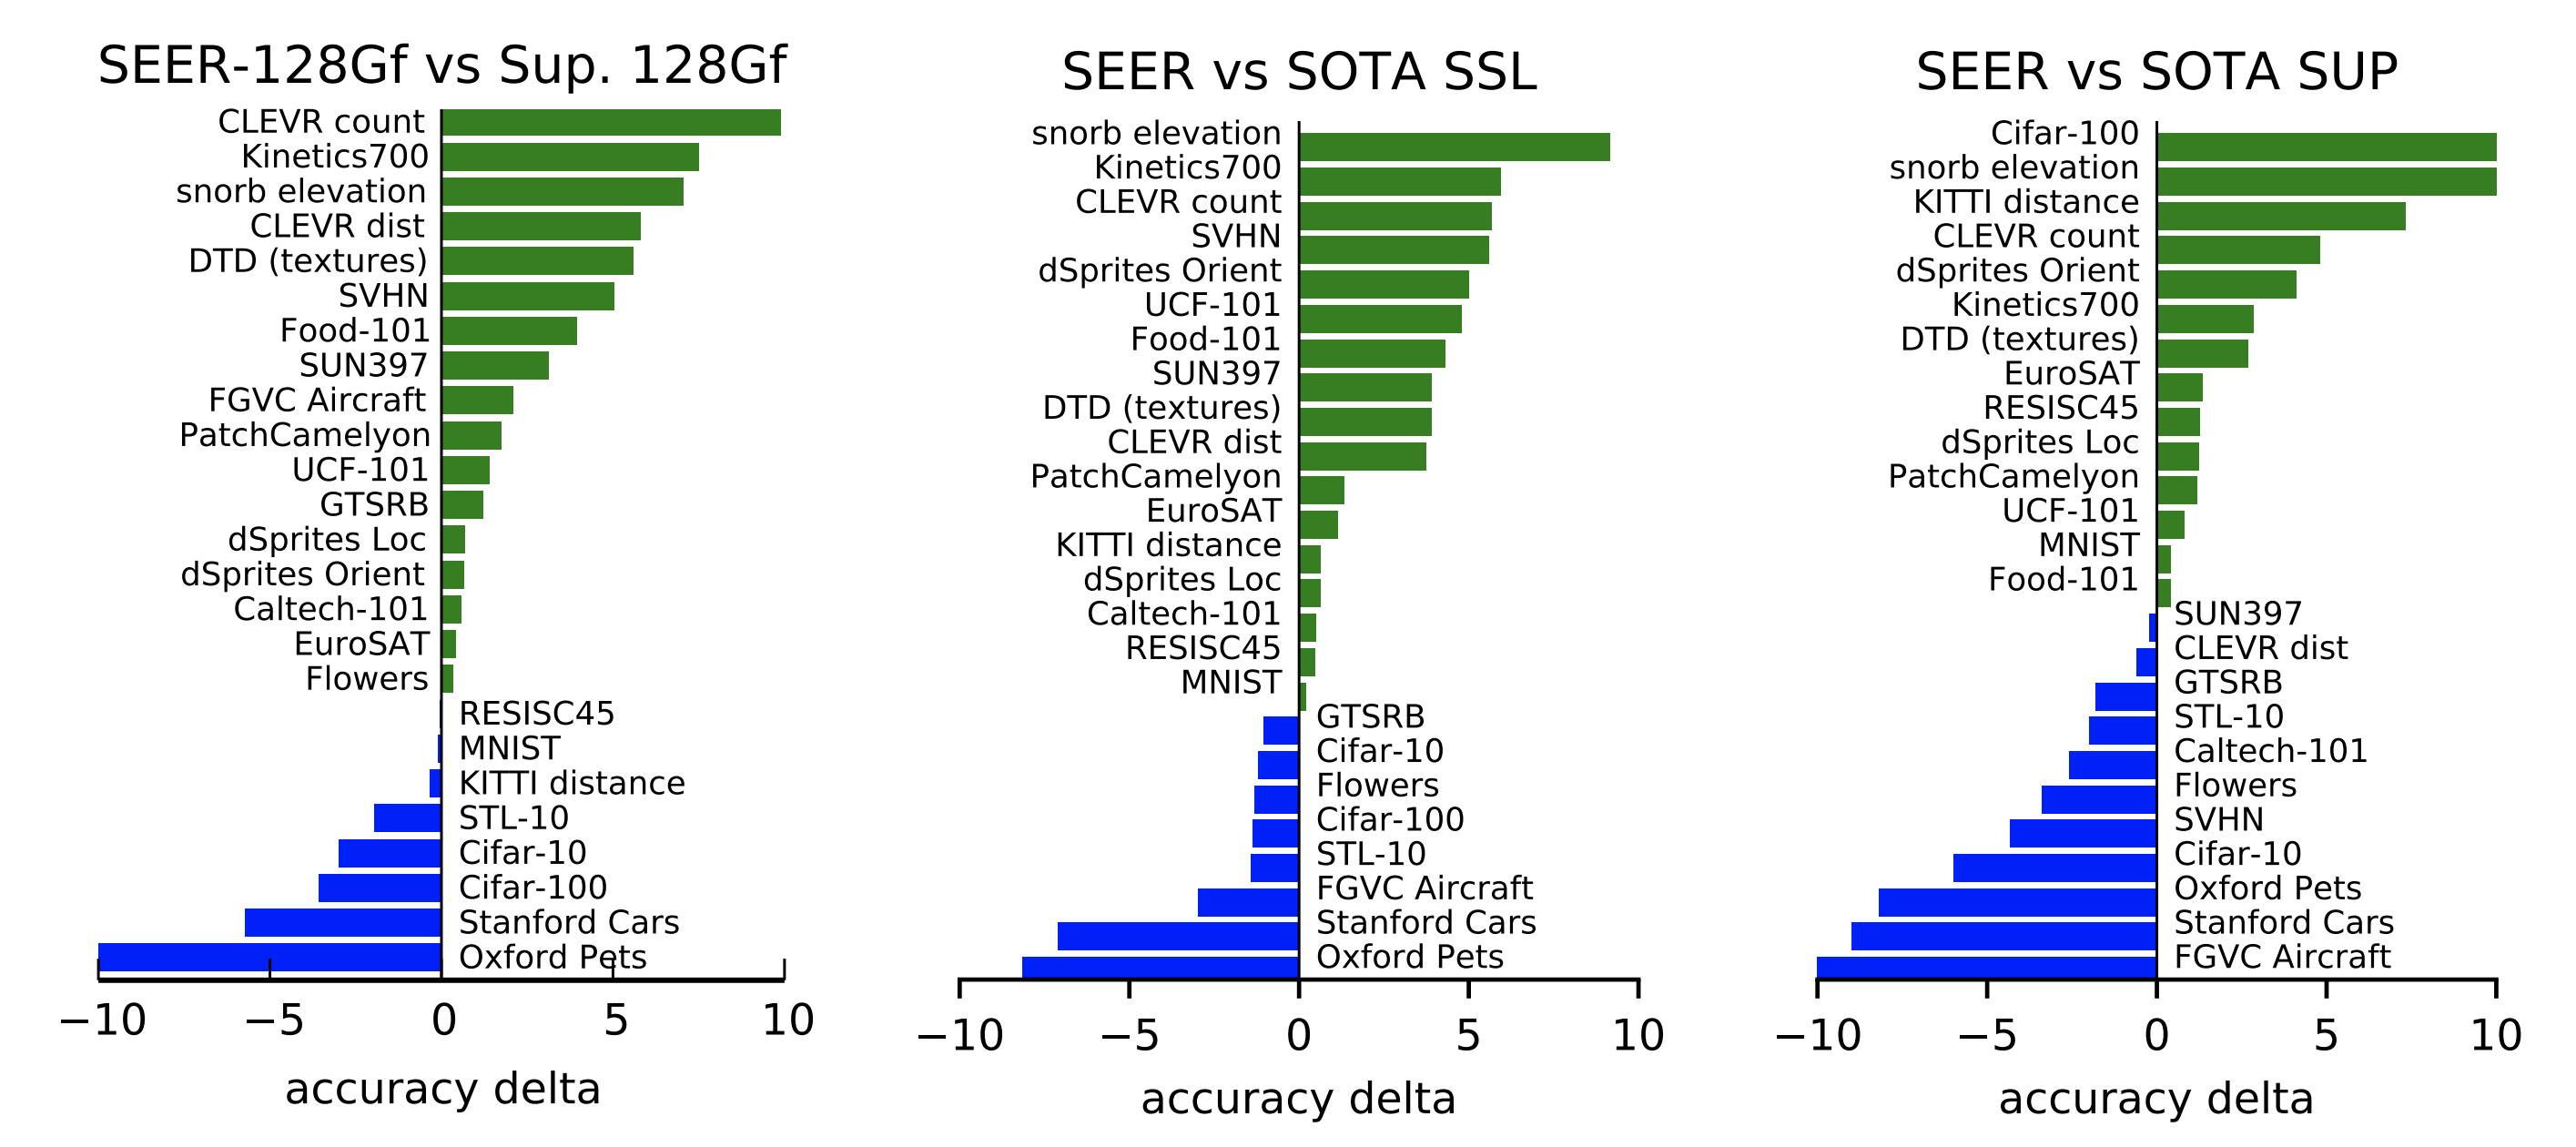 SEER-128Gf vs Sup. 128Gf
CLEVR count
Kinetics700
snorb elevation
CLEVR dist
DTD (textures)
SVHN
Food-101
SUN397
FGVC Aircraft
PatchCamelyon
UCF-101
GTSRB
dSprites Loc
dSprites Orient
Caltech-101
EuroSAT
Flowers
RESISC45
MNIST
KITTI distance
STL-10
Cifar-10
Cifar-100
Stanford Cars
Oxford Pets
−10 −5 0 5 10
accuracy delta
SEER vs SOTA SSL
snorb elevation
Kinetics700
CLEVR count
SVHN
dSprites Orient
UCF-101
Food-101
SUN397
DTD (textures)
CLEVR dist
PatchCamelyon
EuroSAT
KITTI distance
dSprites Loc
Caltech-101
RESISC45
MNIST
GTSRB
Cifar-10
Flowers
Cifar-100
STL-10
FGVC Aircraft
Stanford Cars
Oxford Pets
−10 −5 0 5 10
accuracy delta
SEER vs SOTA SUP
Cifar-100
snorb elevation
KITTI distance
CLEVR count
dSprites Orient
Kinetics700
DTD (textures)
EuroSAT
RESISC45
dSprites Loc
PatchCamelyon
UCF-101
MNIST
Food-101
SUN397
CLEVR dist
GTSRB
STL-10
Caltech-101
Flowers
SVHN
Cifar-10
Oxford Pets
Stanford Cars
FGVC Aircraft
−10 −5 0 5 10
accuracy delta